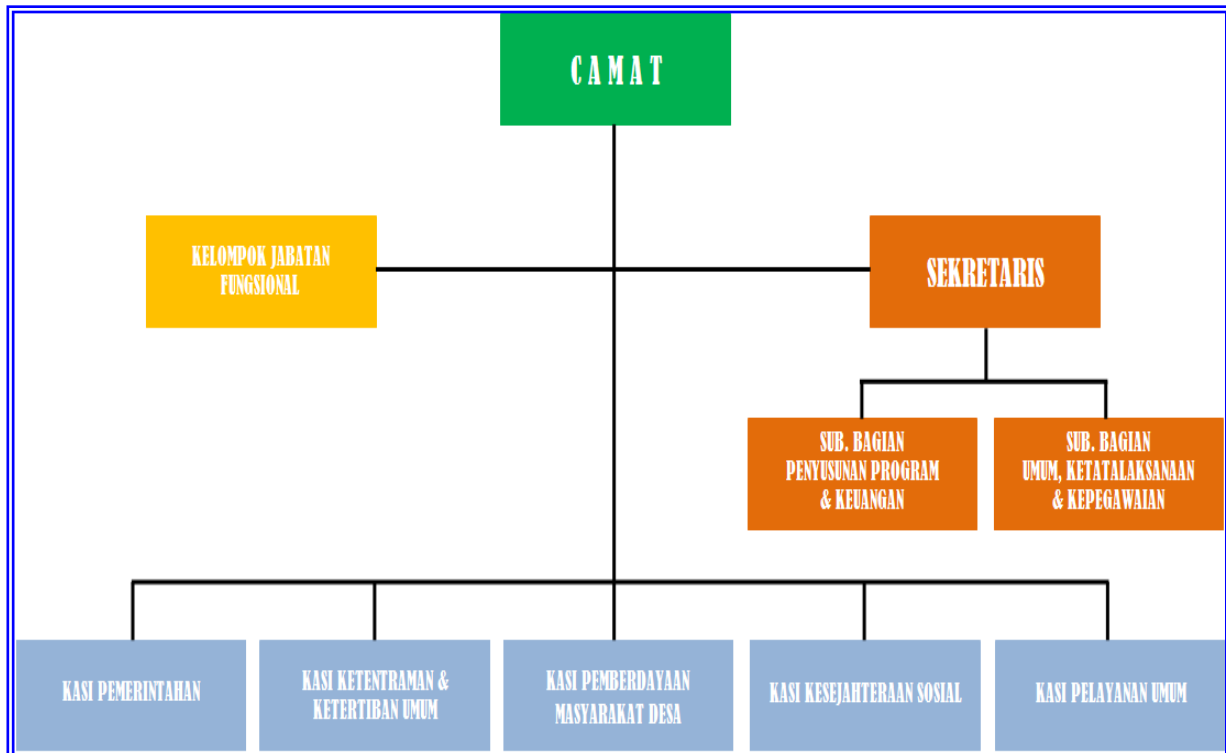 CAMAT
KELOMPOK JABATAN
FUNGSIONAL
SEKRETARIS
SUB. BAGIAN
PENYUSUNAN PROGRAM
& KEUANGAN
SUB. BAGIAN
UMUM, KETATALAKSANAAN
& KEPEGAWAIAN
KASI PEMERINTAHAN
KASI KETENTRAMAN &
KETERTIBAN UMUM
KASI PEMBERDAYAAN
MASYARAKAT DESA
KASI KESEJAHTERAAN SOSIAL
KASI PELAYANAN UMUM